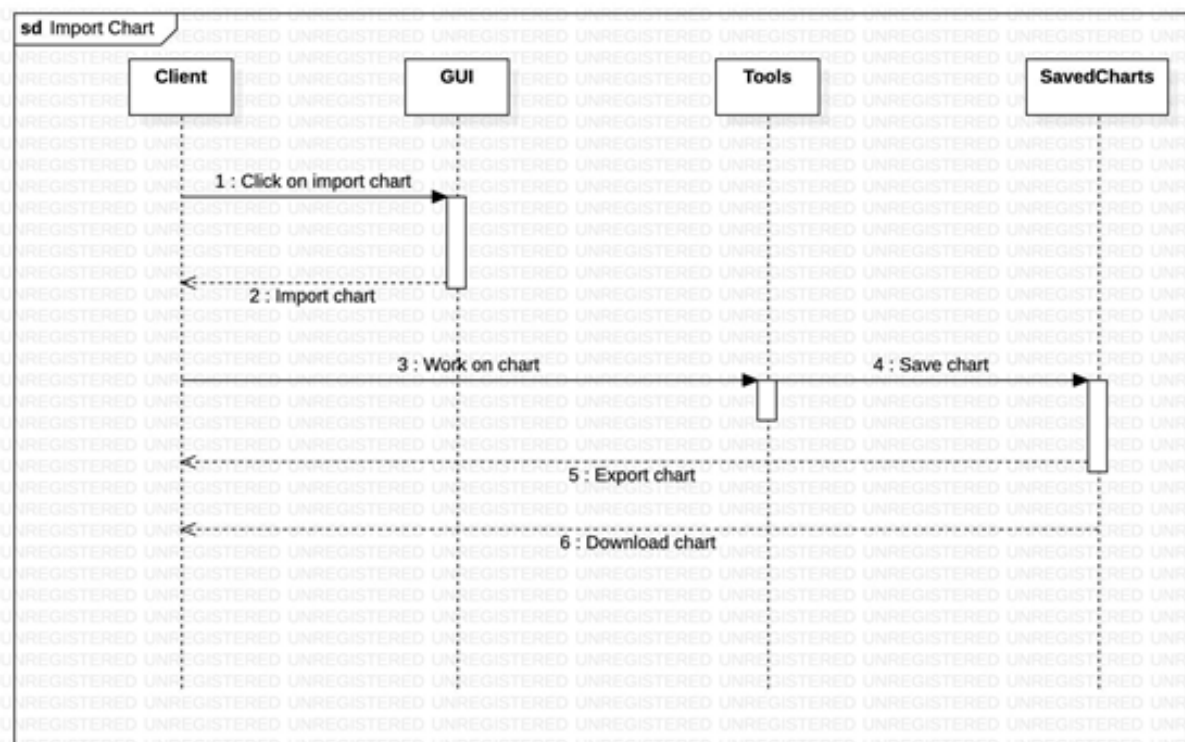 sd Import Chart
Client
GUI
Tools
SavedCharts
1 : Click on import chart
2 : Import chart
3 : Work on chart
4 : Save chart
5 : Export chart
6 : Download chart
UNREGISTERED